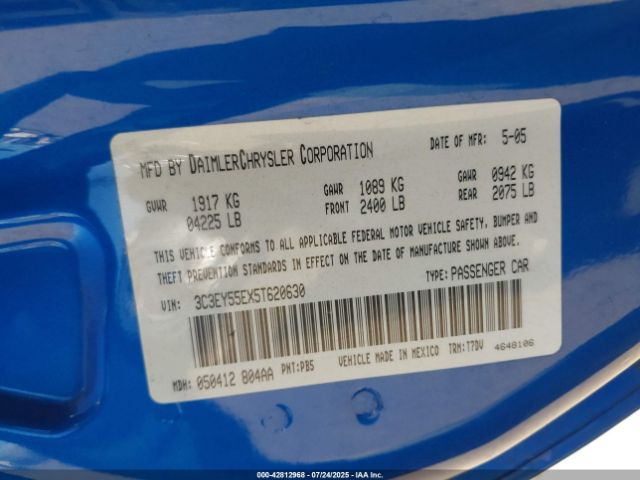 MFD BY DAIMLERCHRYSLER CORPORATION DATE OF MFR: 5-05
GVWR 1917 KG GAWR 1089 KG GAWR 0942 KG
04225 LB FRONT 2400 LB REAR 2075 LB
THIS VEHICLE CONFORMS TO ALL APPLICABLE FEDERAL MOTOR VEHICLE SAFETY, BUMPER AND
THEFT PREVENTION STANDARDS IN EFFECT ON THE DATE OF MANUFACTURE SHOWN ABOVE.
VIN: 3C3EY55EX5T620630 TYPE: PASSENGER CAR
MDH: 050412 804AA PNT:PB5 VEHICLE MADE IN MEXICO TRM:T7DV 4648106
000-42812968 - 07/24/2025 - IAA Inc.